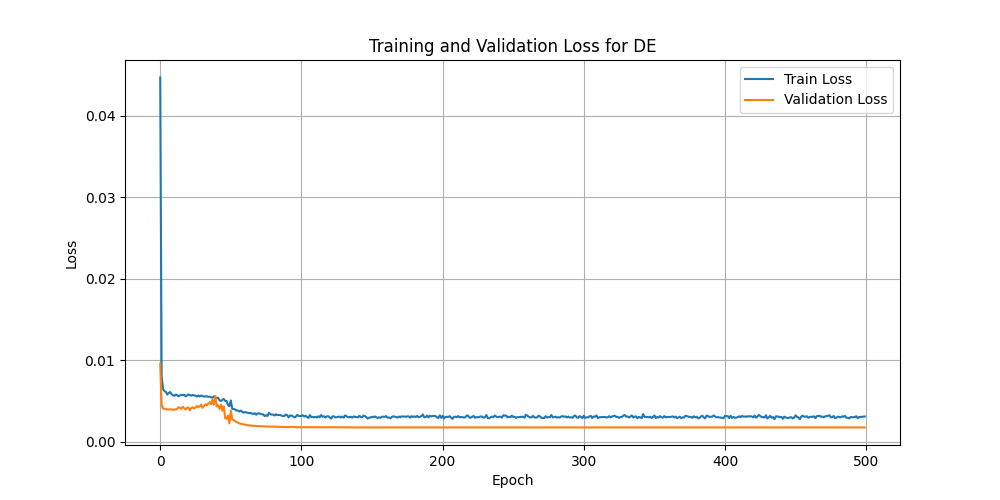 Training and Validation Loss for DE
Train Loss
Validation Loss
0.04
0.03
0.02
0.01
0.00
Loss
0
100
200
300
400
500
Epoch